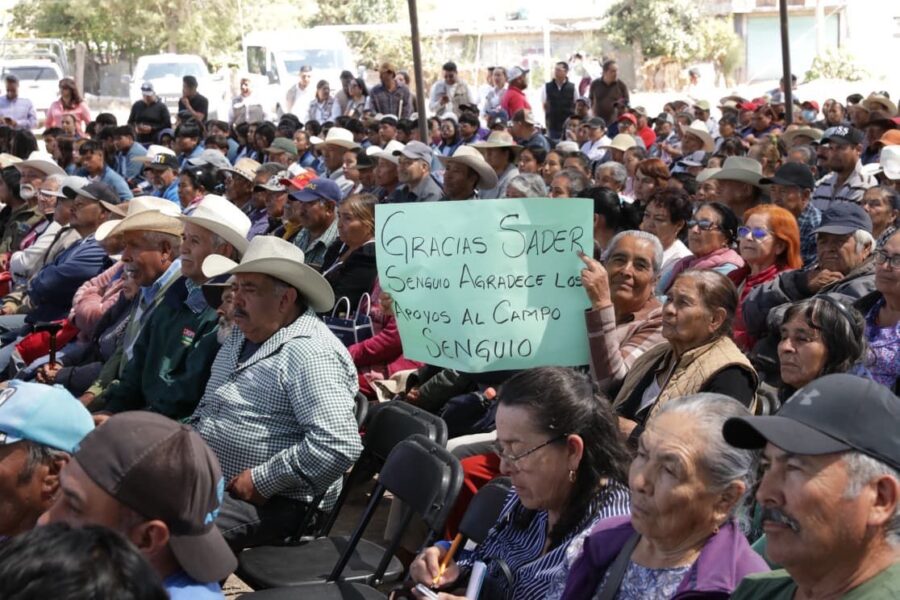 GRACIAS SADER
SENGUIO AGRADECE LOS
APOYOS AL CAMPO
SENGUIO